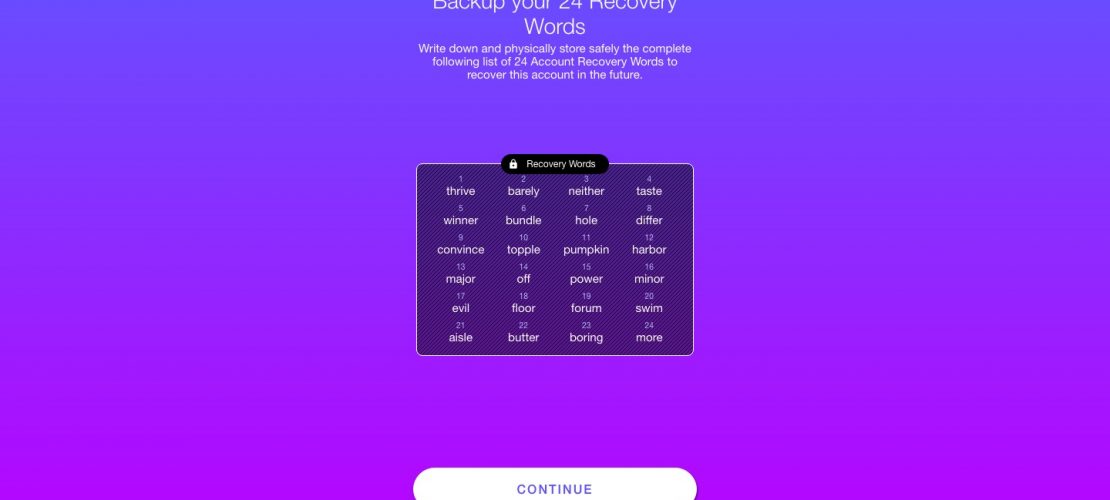 Backup your 24 Recovery
Words
Write down and physically store safely the complete
following list of 24 Account Recovery Words to
recover this account in the future.
Recovery Words
1 2 3 4
thrive barely neither taste
5 6 7 8
winner bundle hole differ
9 10 11 12
convince topple pumpkin harbor
13 14 15 16
major off power minor
17 18 19 20
evil floor forum swim
21 22 23 24
aisle butter boring more
CONTINUE